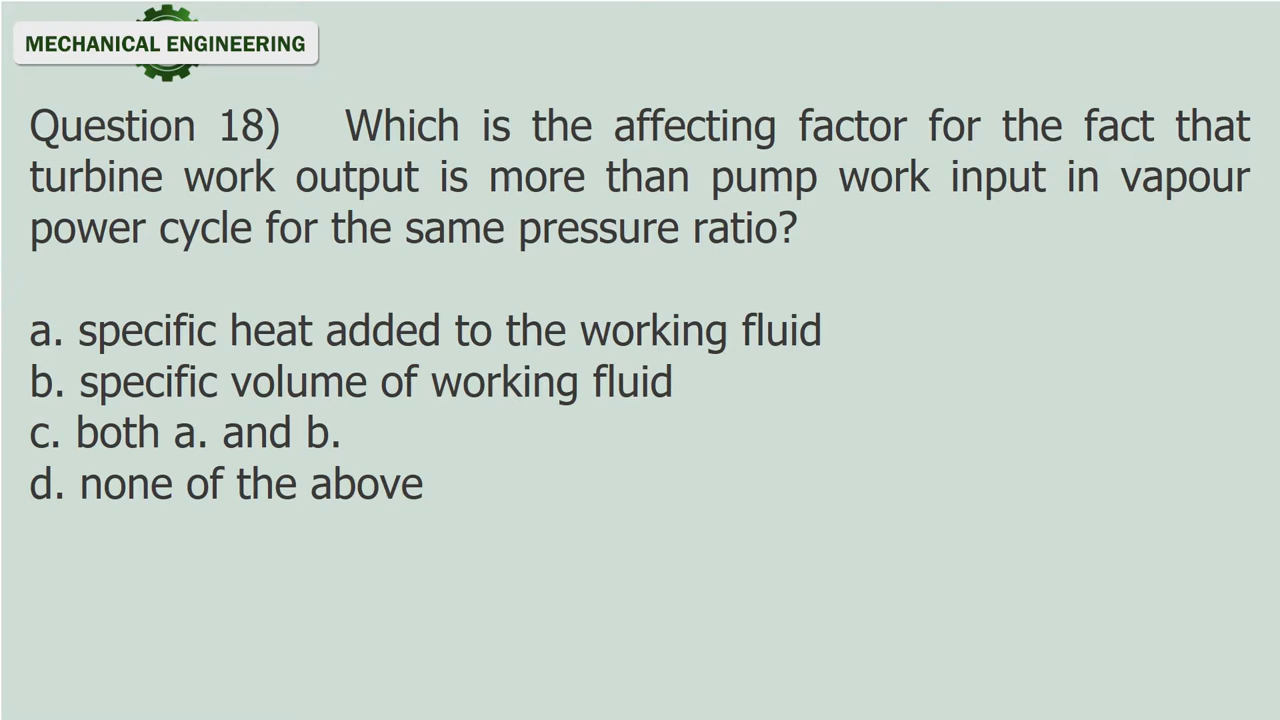 MECHANICAL ENGINEERING
Question 18) Which is the affecting factor for the fact that
turbine work output is more than pump work input in vapour
power cycle for the same pressure ratio?
a. specific heat added to the working fluid
b. specific volume of working fluid
c. both a. and b.
d. none of the above